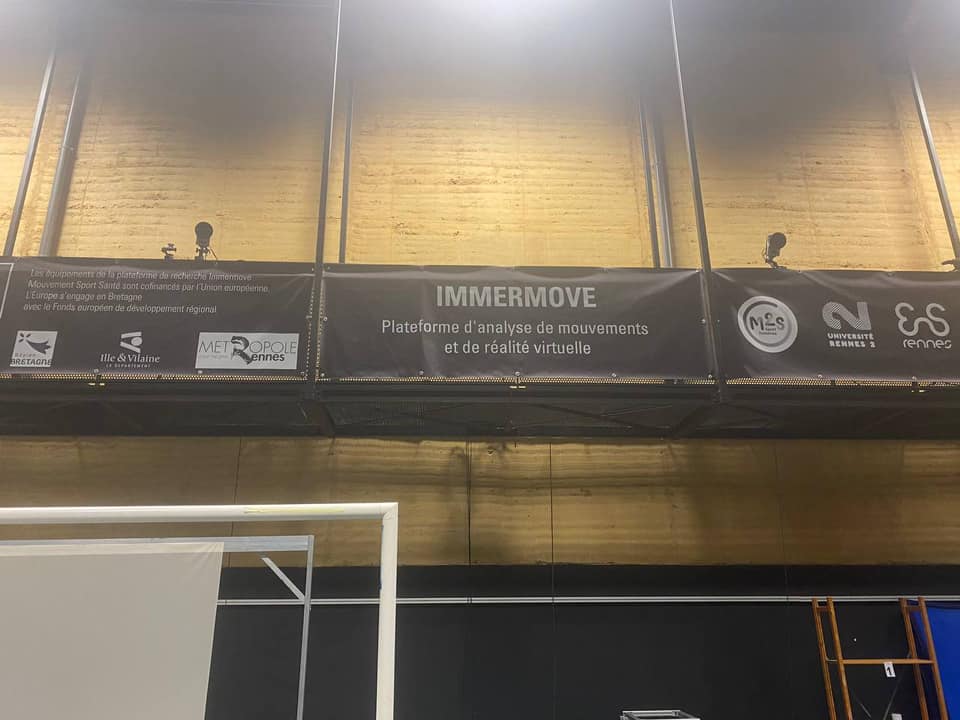 Les équipements de la plateforme de recherche Immermove
Mouvement Sport Santé sont cofinancés par l'Union européenne.
L'Europe s'engage en Bretagne
avec le Fonds européen de développement régional
Région
BRETAGNE
Ille & Vilaine
LE DÉPARTEMENT
METROPOLE
Rennes
IMMERMOVE
Plateforme d'analyse de mouvements
et de réalité virtuelle
M2S
UNIVERSITÉ
RENNES 2
ENS
rennes
1